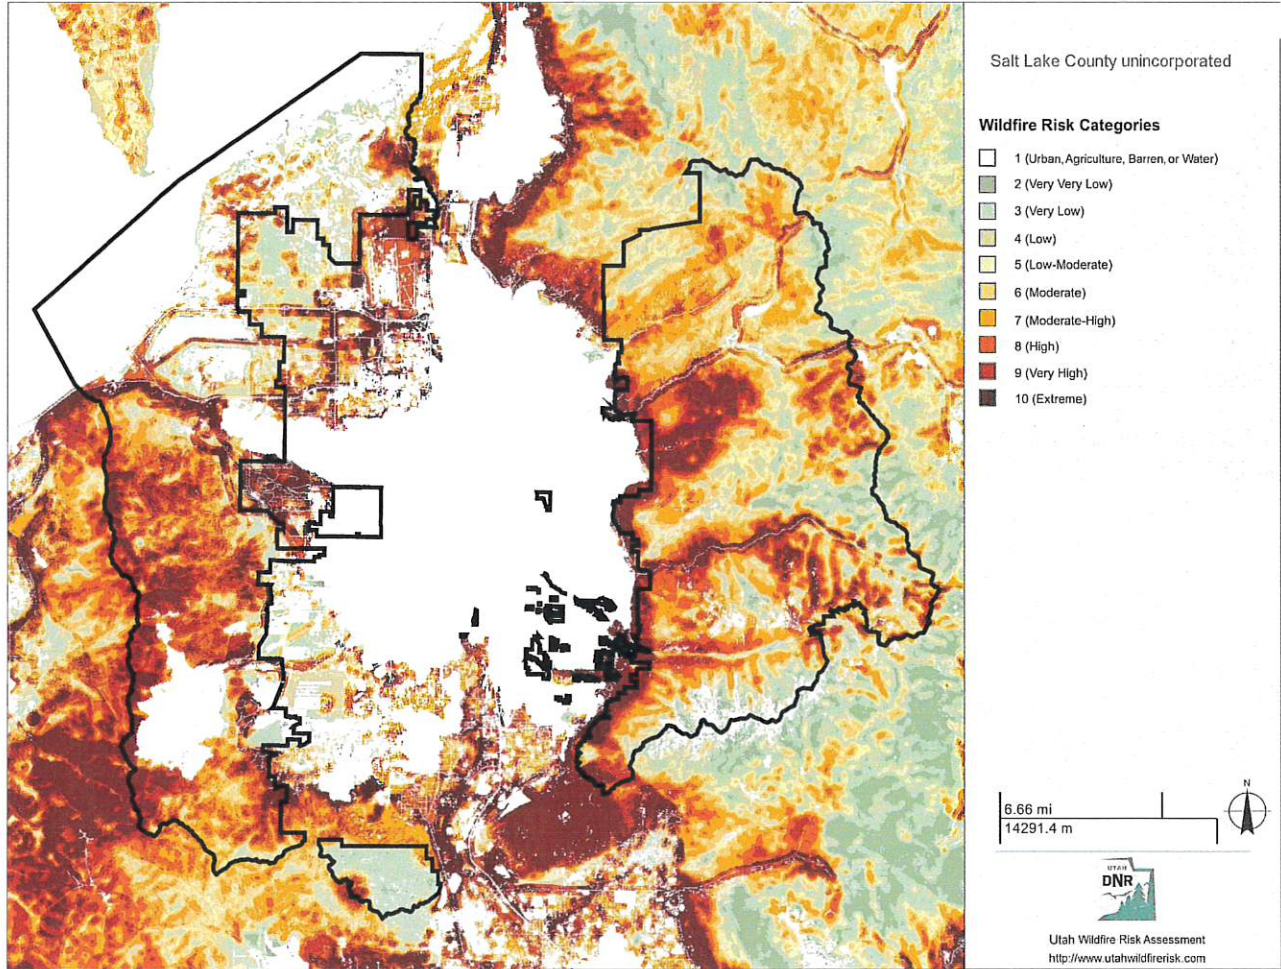 Salt Lake County unincorporated
Wildfire Risk Categories
1 (Urban, Agriculture, Barren, or Water)
2 (Very Very Low)
3 (Very Low)
4 (Low)
5 (Low-Moderate)
6 (Moderate)
7 (Moderate-High)
8 (High)
9 (Very High)
10 (Extreme)
N
6.66 mi
14291.4 m
UTAH
DNR
Utah Wildfire Risk Assessment
http://www.utahwildfirerisk.com